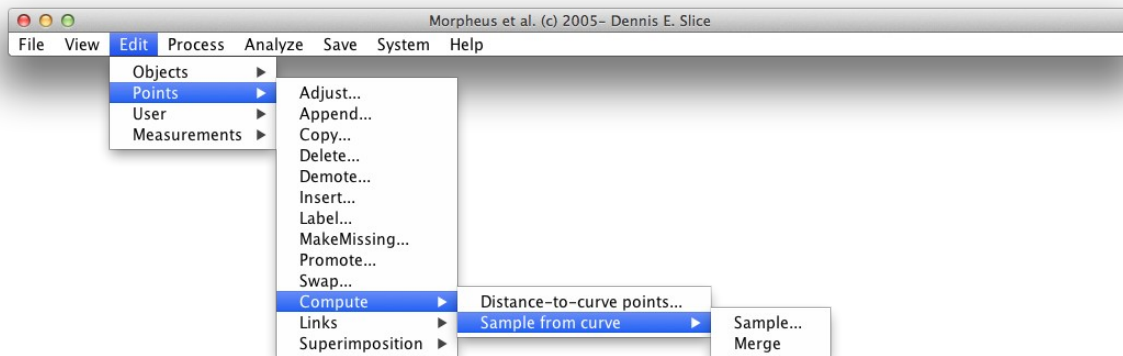 Morpheus et al. (c) 2005– Dennis E. Slice
File View Edit Process Analyze Save System Help
Objects
Points
User
Measurements
Adjust...
Append...
Copy...
Delete...
Demote...
Insert...
Label...
MakeMissing...
Promote...
Swap...
Compute
Links
Superimposition
Distance-to-curve points...
Sample from curve
Sample...
Merge